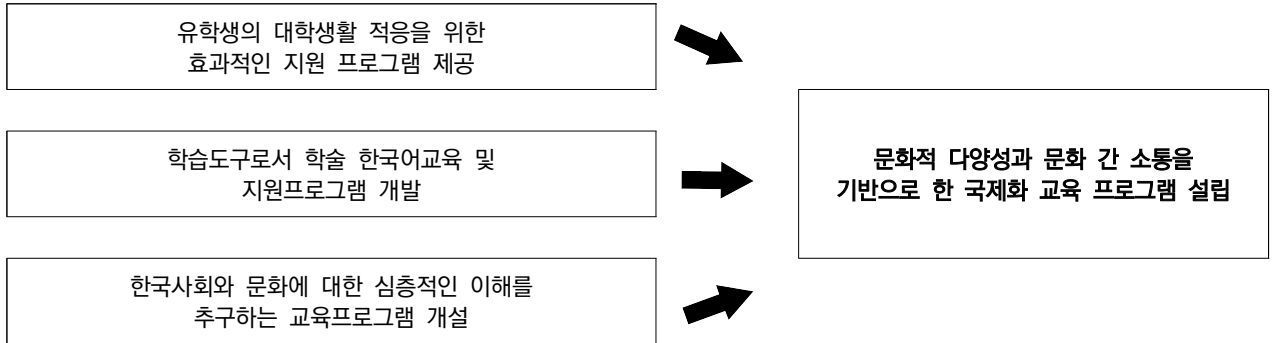 유학생의 대학생활 적응을 위한
효과적인 지원 프로그램 제공
학습도구로서 학술 한국어교육 및
지원프로그램 개발
한국사회와 문화에 대한 심층적인 이해를
추구하는 교육프로그램 개설
문화적 다양성과 문화 간 소통을
기반으로 한 국제화 교육 프로그램 설립